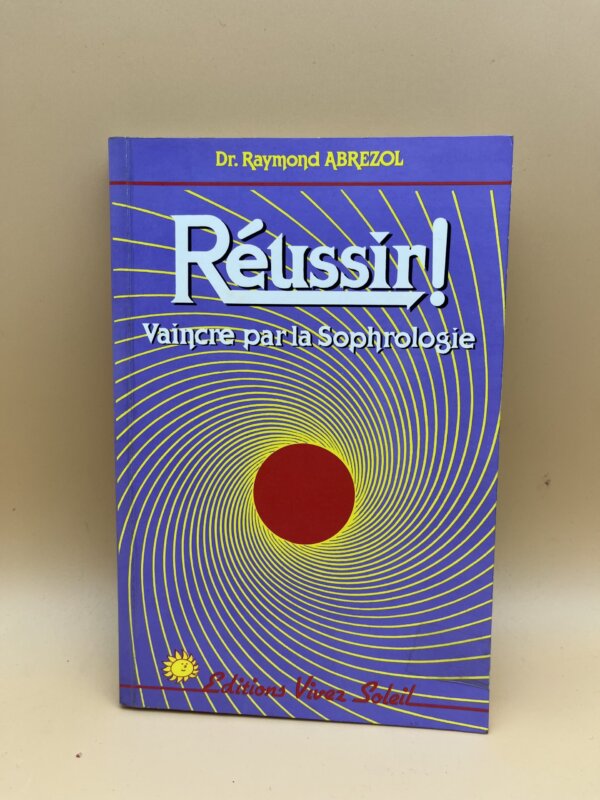 Dr. Raymond ABREZOL
Réussir!
Vaincre par la Sophrologie
Editions Vivez Soleil